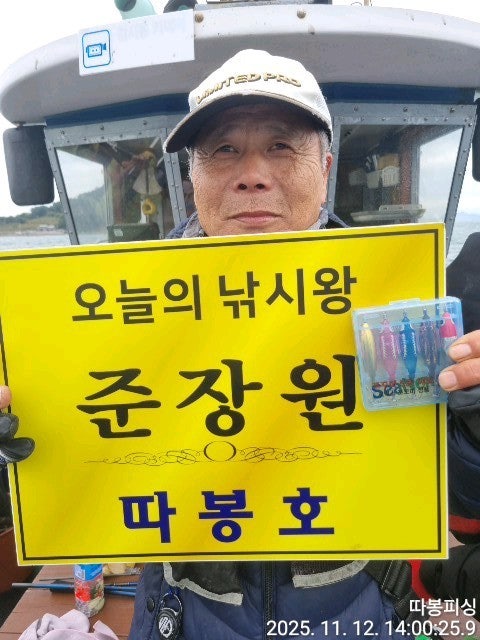 LIMITED PRO
오늘의 낚시왕
준장원
Sea
따봉호
따봉피싱
2025. 11. 12. 14:00:25.9